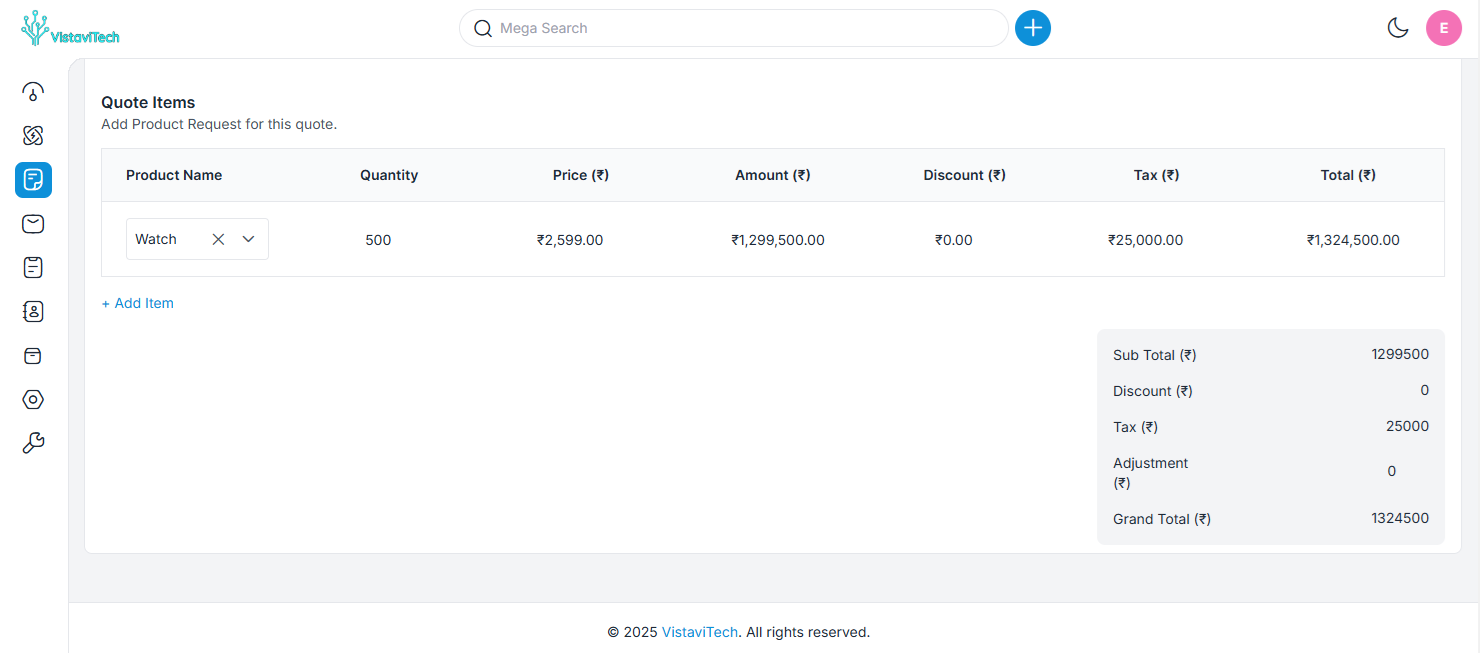 VistaviTech
Mega Search
E
Quote Items
Add Product Request for this quote.
Product Name Quantity Price (₹) Amount (₹) Discount (₹) Tax (₹) Total (₹)
Watch 500 ₹2,599.00 ₹1,299,500.00 ₹0.00 ₹25,000.00 ₹1,324,500.00
+ Add Item
Sub Total (₹) 1299500
Discount (₹) 0
Tax (₹) 25000
Adjustment
(₹) 0
Grand Total (₹) 1324500
© 2025 VistaviTech. All rights reserved.